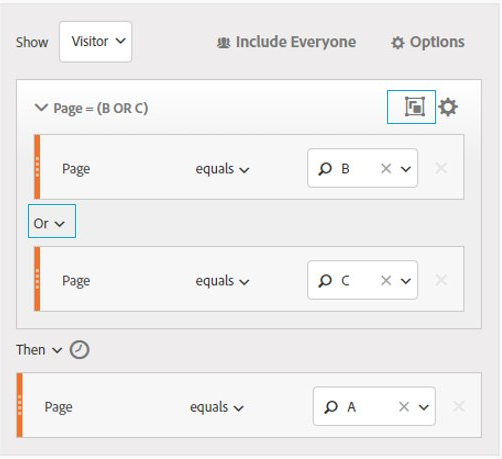 Show Visitor Include Everyone Options
Page = (B OR C)
Page equals B
Or
Page equals C
Then
Page equals A